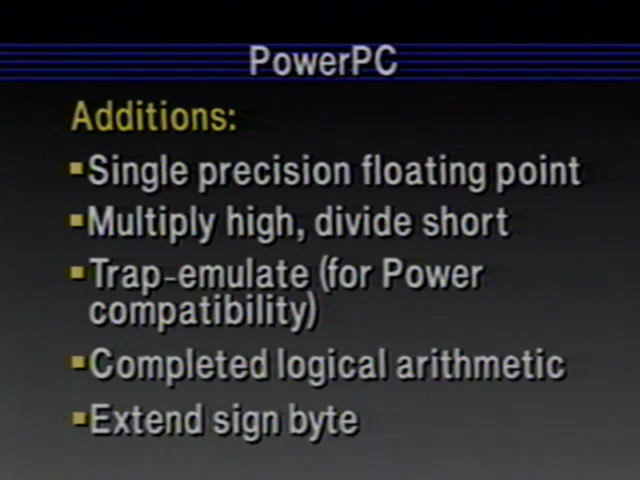 PowerPC
Additions:
▪Single precision floating point
▪Multiply high, divide short
▪Trap-emulate (for Power
compatibility)
▪Completed logical arithmetic
▪Extend sign byte